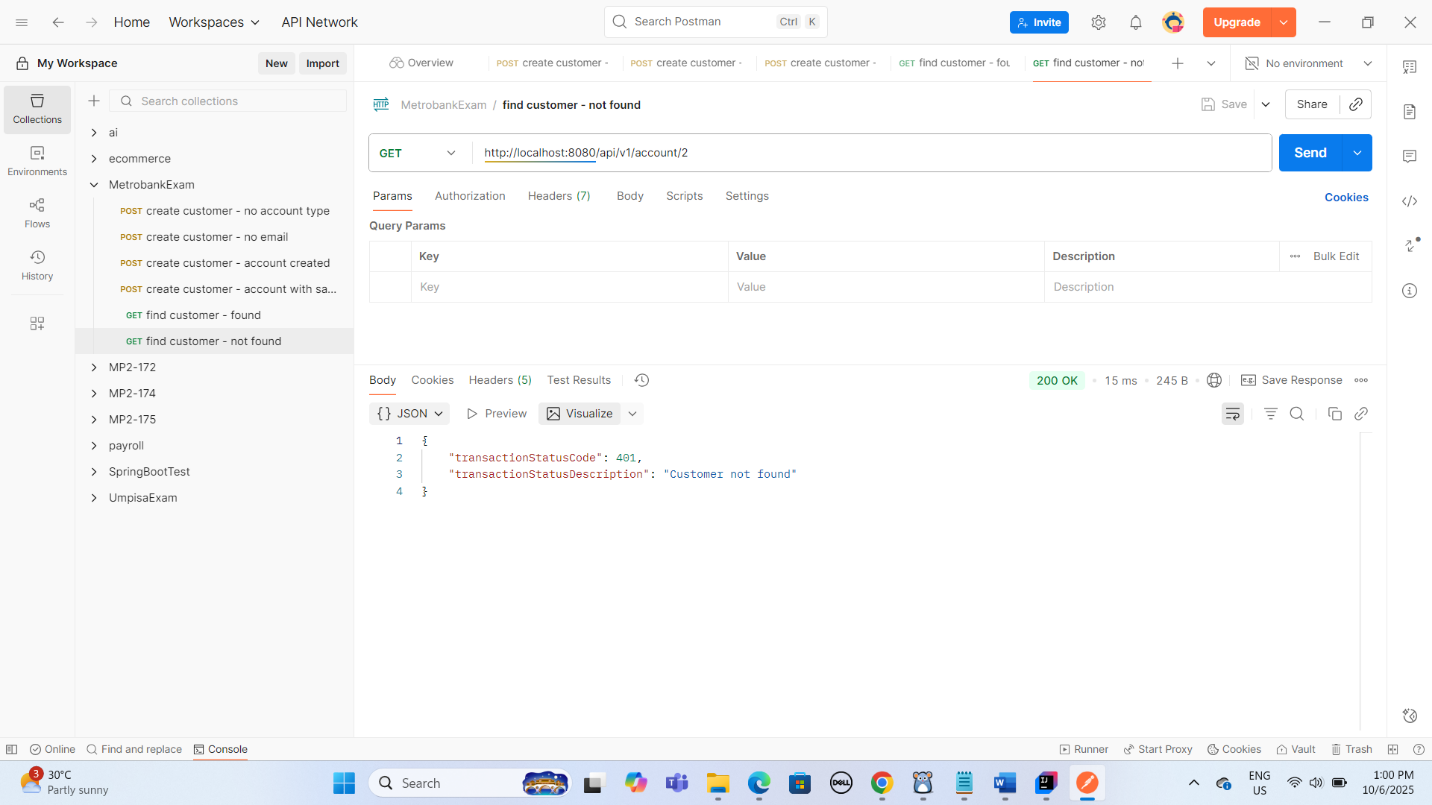 Home
Workspaces
API Network
Search Postman
Ctrl K
Invite
Upgrade
My Workspace
New
Import
Overview
POST create customer -
POST create customer -
POST create customer -
GET find customer - fou
GET find customer - not
No environment
Collections
Environments
Flows
History
Search collections
ai
ecommerce
MetrobankExam
POST create customer - no account type
POST create customer - no email
POST create customer - account created
POST create customer - account with sa...
GET find customer - found
GET find customer - not found
MP2-172
MP2-174
MP2-175
payroll
SpringBootTest
UmpisaExam
HTTP MetrobankExam / find customer - not found
Save
Share
GET http://localhost:8080/api/v1/account/2
Send
Params Authorization Headers (7) Body Scripts Settings
Cookies
Query Params
Key Value Description
Bulk Edit
Key Value Description
Body Cookies Headers (5) Test Results
200 OK • 15 ms • 245 B
e.g. Save Response
{} JSON
Preview
Visualize
1 {
2 "transactionStatusCode": 401,
3 "transactionStatusDescription": "Customer not found"
4 }
Online
Find and replace
Console
Runner
Start Proxy
Cookies
Vault
Trash
3
30°C
Partly sunny
Search
DELL
ENG
US
1:00 PM
10/6/2025